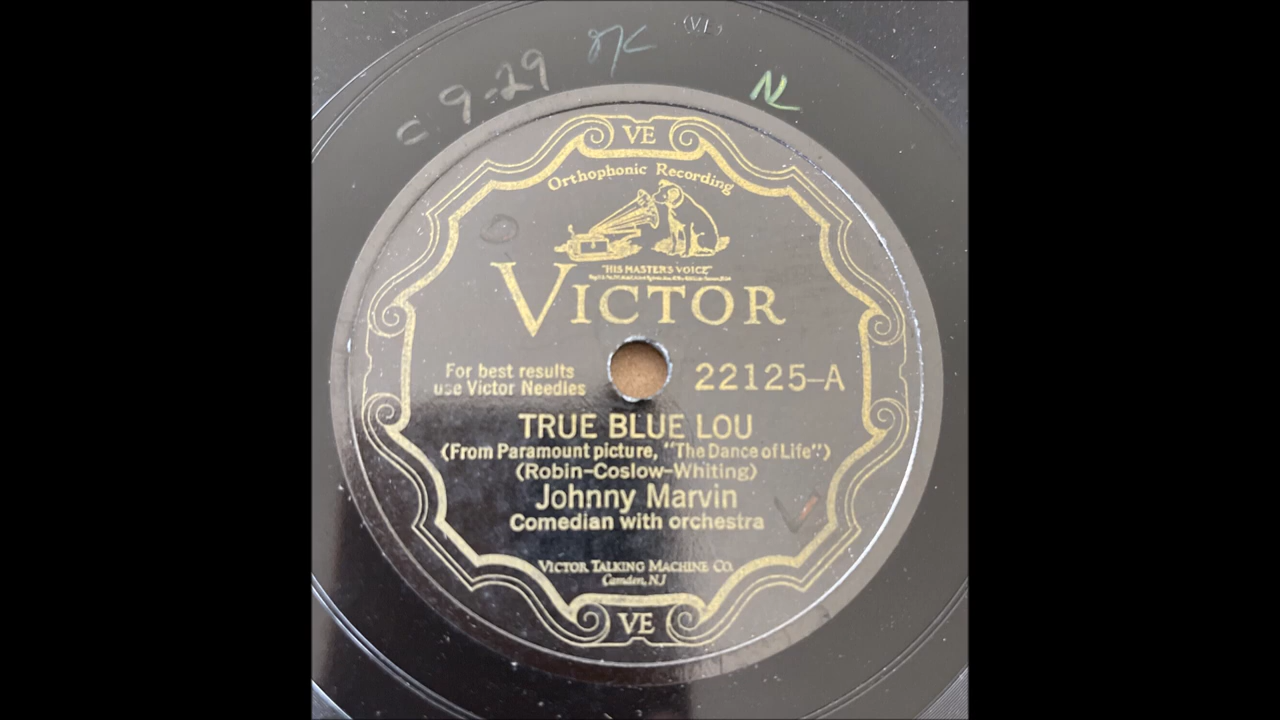 (VE)
9-29
VE
Orthophonic Recording
"HIS MASTER'S VOICE"
VICTOR
For best results
use Victor Needles
22125-A
TRUE BLUE LOU
(From Paramount picture, "The Dance of Life")
(Robin-Coslow-Whiting)
Johnny Marvin
Comedian with orchestra
VICTOR TALKING MACHINE CO.
Camden, NJ
VE